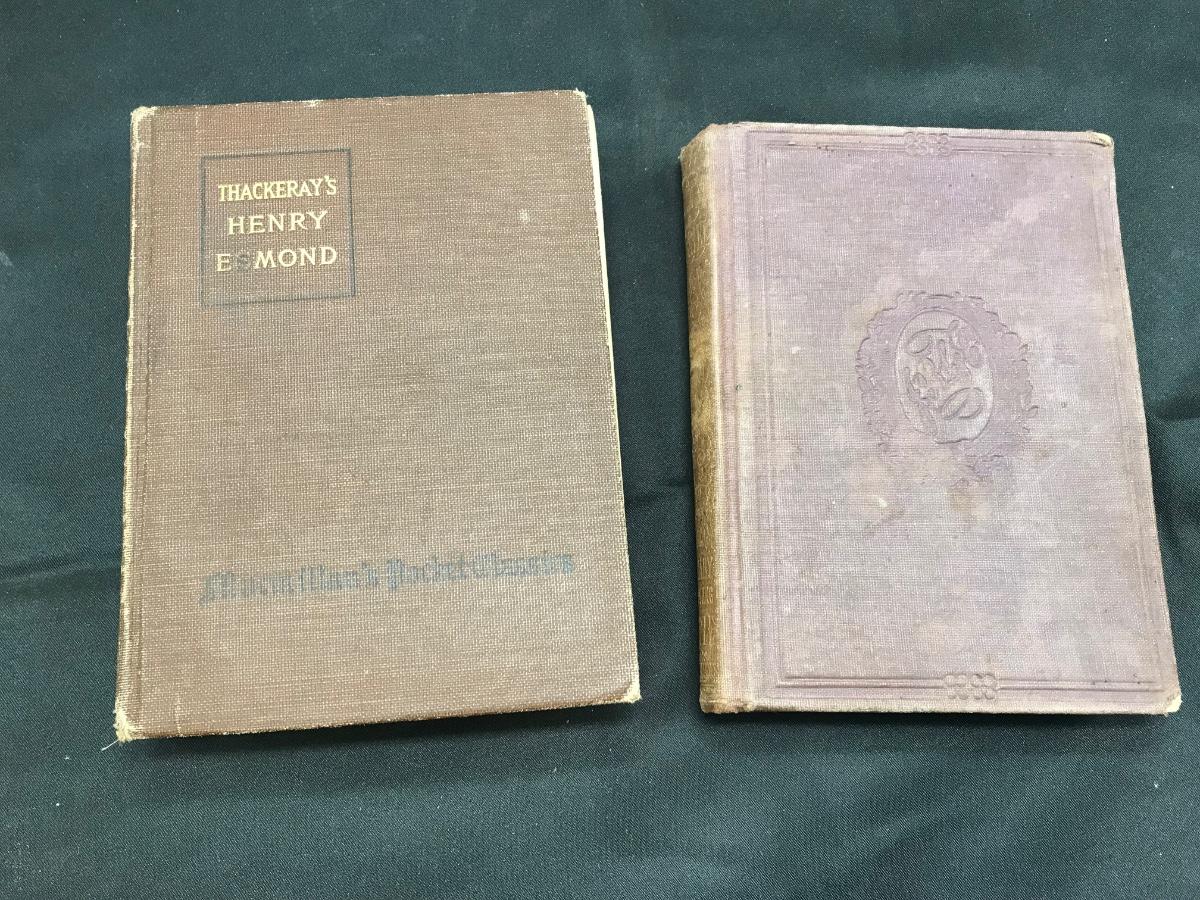 THACKERAY'S
HENRY
ESMOND
Macmillan's Pocket Classics